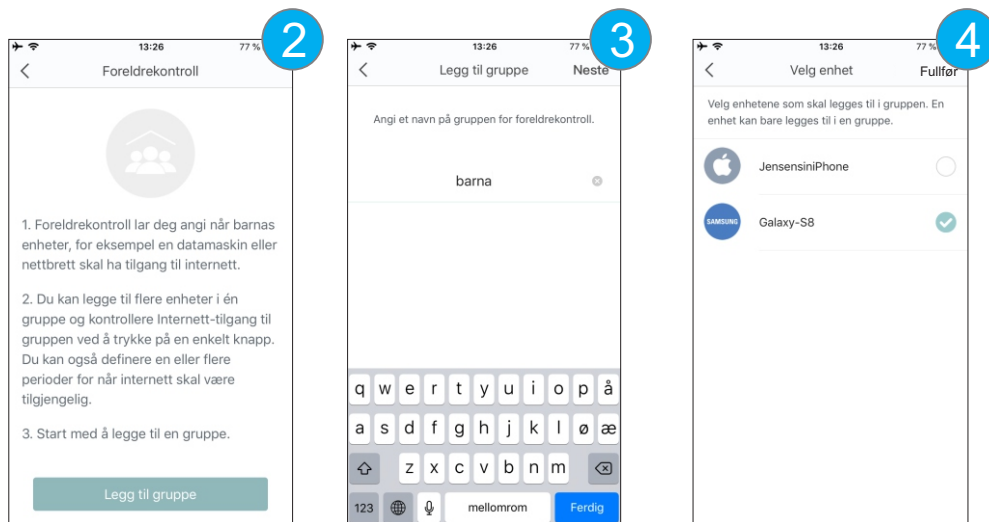 13:26
77 %
2
Foreldrekontroll
1. Foreldrekontroll lar deg angi når barnas
enheter, for eksempel en datamaskin eller
nettbrett skal ha tilgang til internett.
2. Du kan legge til flere enheter i én
gruppe og kontrollere Internett-tilgang til
gruppen ved å trykke på en enkelt knapp.
Du kan også definere en eller flere
perioder for når internett skal være
tilgjengelig.
3. Start med å legge til en gruppe.
Legg til gruppe
13:26
77 %
3
Legg til gruppe
Neste
Angi et navn på gruppen for foreldrekontroll.
barna
q w e r t y u i o p å
a s d f g h j k l ø æ
z x c v b n m
123 mellomrom Ferdig
13:26
77 %
4
Velg enhet
Fullfør
Velg enhetene som skal legges til i gruppen. En
enhet kan bare legges til i en gruppe.
JensensiniPhone
SAMSUNG Galaxy-S8